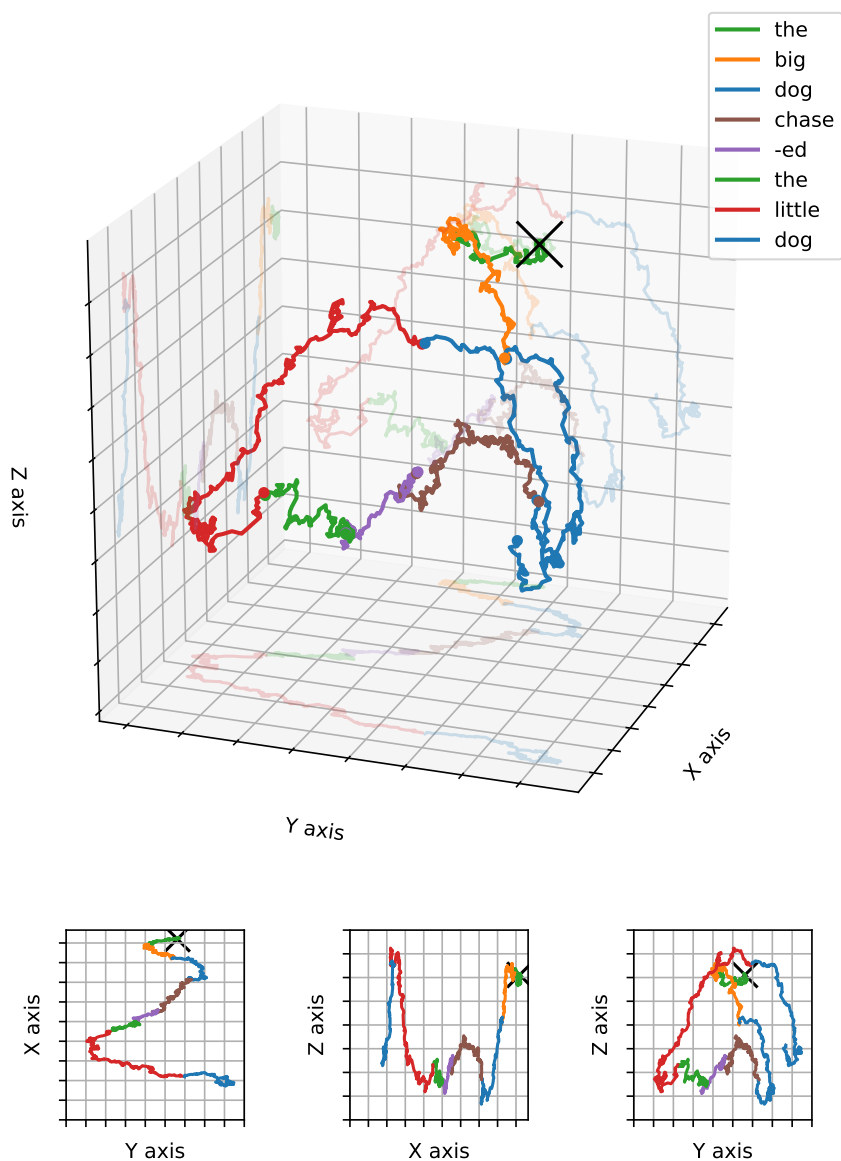 the
big
dog
chase
-ed
the
little
dog
Z axis
X axis
Y axis
X axis
Y axis
Z axis
X axis
Z axis
Y axis